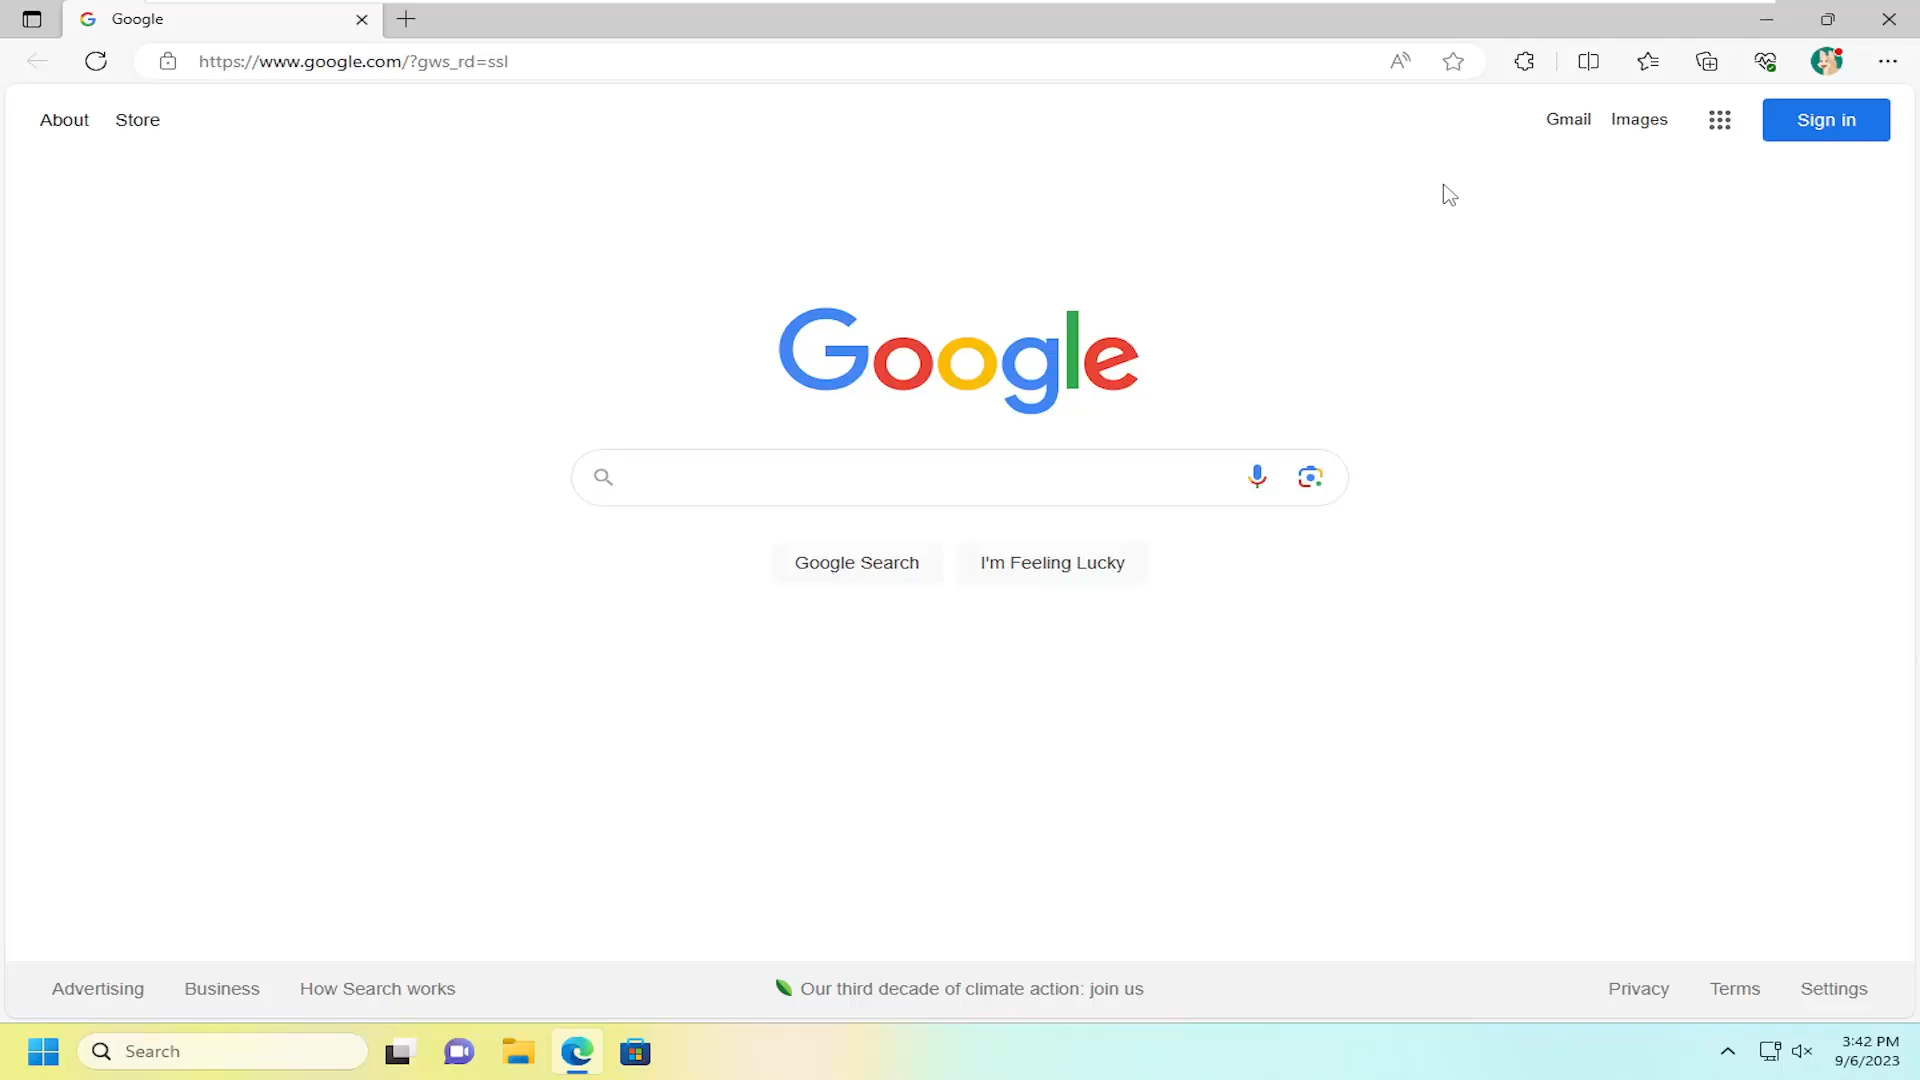 Google
https://www.google.com/?gws_rd=ssl
About Store Gmail Images Sign in
Google
Google Search I'm Feeling Lucky
Advertising Business How Search works Our third decade of climate action: join us Privacy Terms Settings
Search 3:42 PM
9/6/2023